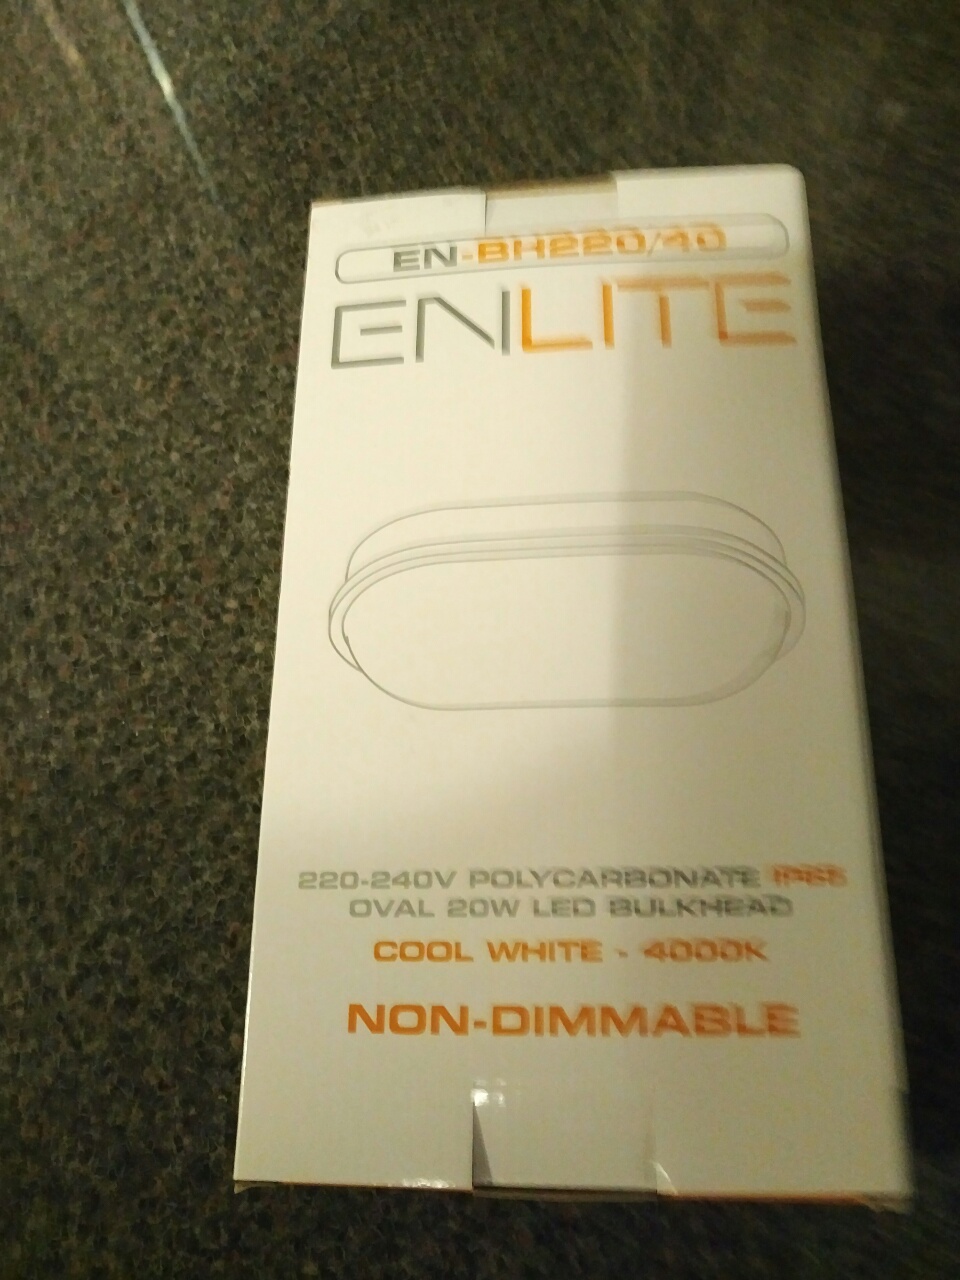 EN-BH220/40
ENLITE
220-240V POLYCARBONATE IP65
OVAL 20W LED BULKHEAD
COOL WHITE - 4000K
NON-DIMMABLE